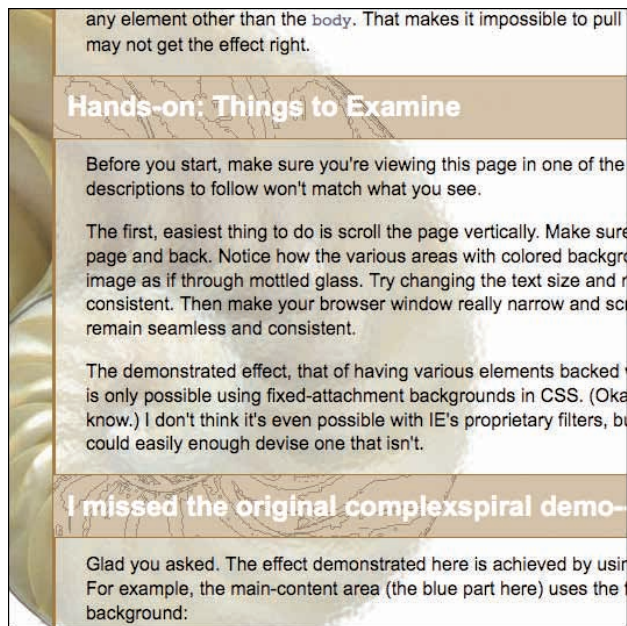 any element other than the body. That makes it impossible to pull
may not get the effect right.
Hands-on: Things to Examine
Before you start, make sure you're viewing this page in one of the
descriptions to follow won't match what you see.
The first, easiest thing to do is scroll the page vertically. Make sure
page and back. Notice how the various areas with colored backgro
image as if through mottled glass. Try changing the text size and r
consistent. Then make your browser window really narrow and scr
remain seamless and consistent.
The demonstrated effect, that of having various elements backed
is only possible using fixed-attachment backgrounds in CSS. (Oka
know.) I don't think it's even possible with IE's proprietary filters, bu
could easily enough devise one that isn't.
I missed the original complexspiral demo-
Glad you asked. The effect demonstrated here is achieved by usin
For example, the main-content area (the blue part here) uses the
background: